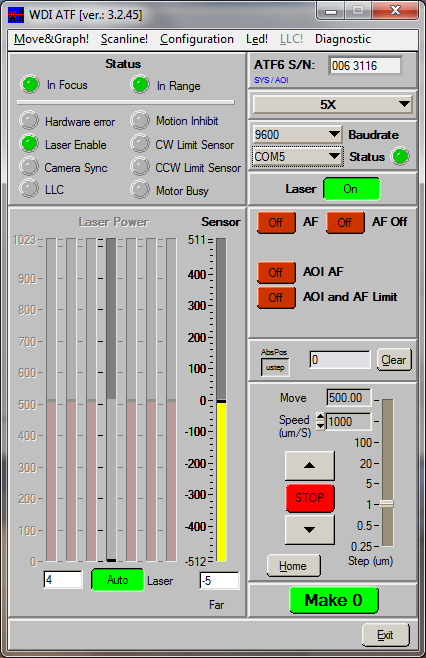 WDI ATF [ver.: 3.2.45]
Move&Graph! Scanline! Configuration Led! LLC! Diagnostic
Status
In Focus In Range
Hardware error Motion Inhibit
Laser Enable CW Limit Sensor
Camera Sync CCW Limit Sensor
LLC Motor Busy
ATF6 S/N: 006 3116
SYS / AOI
5X
9600 Baudrate
COM5 Status
Laser On
Off AF Off AF Off
Off AOI AF
Off AOI and AF Limit
Laser Power Sensor
1023 511
900 400
800 300
700 200
600 100
500 0
400 -100
300 -200
200 -300
100 -400
0 -512
4 Auto Laser -5
Far
AbsPos
ustep 0 Clear
Move 500.00
Speed
(um/S) 1000
100
20
5
1
0.5
0.25
STOP
Home Step (um)
Make 0
Exit